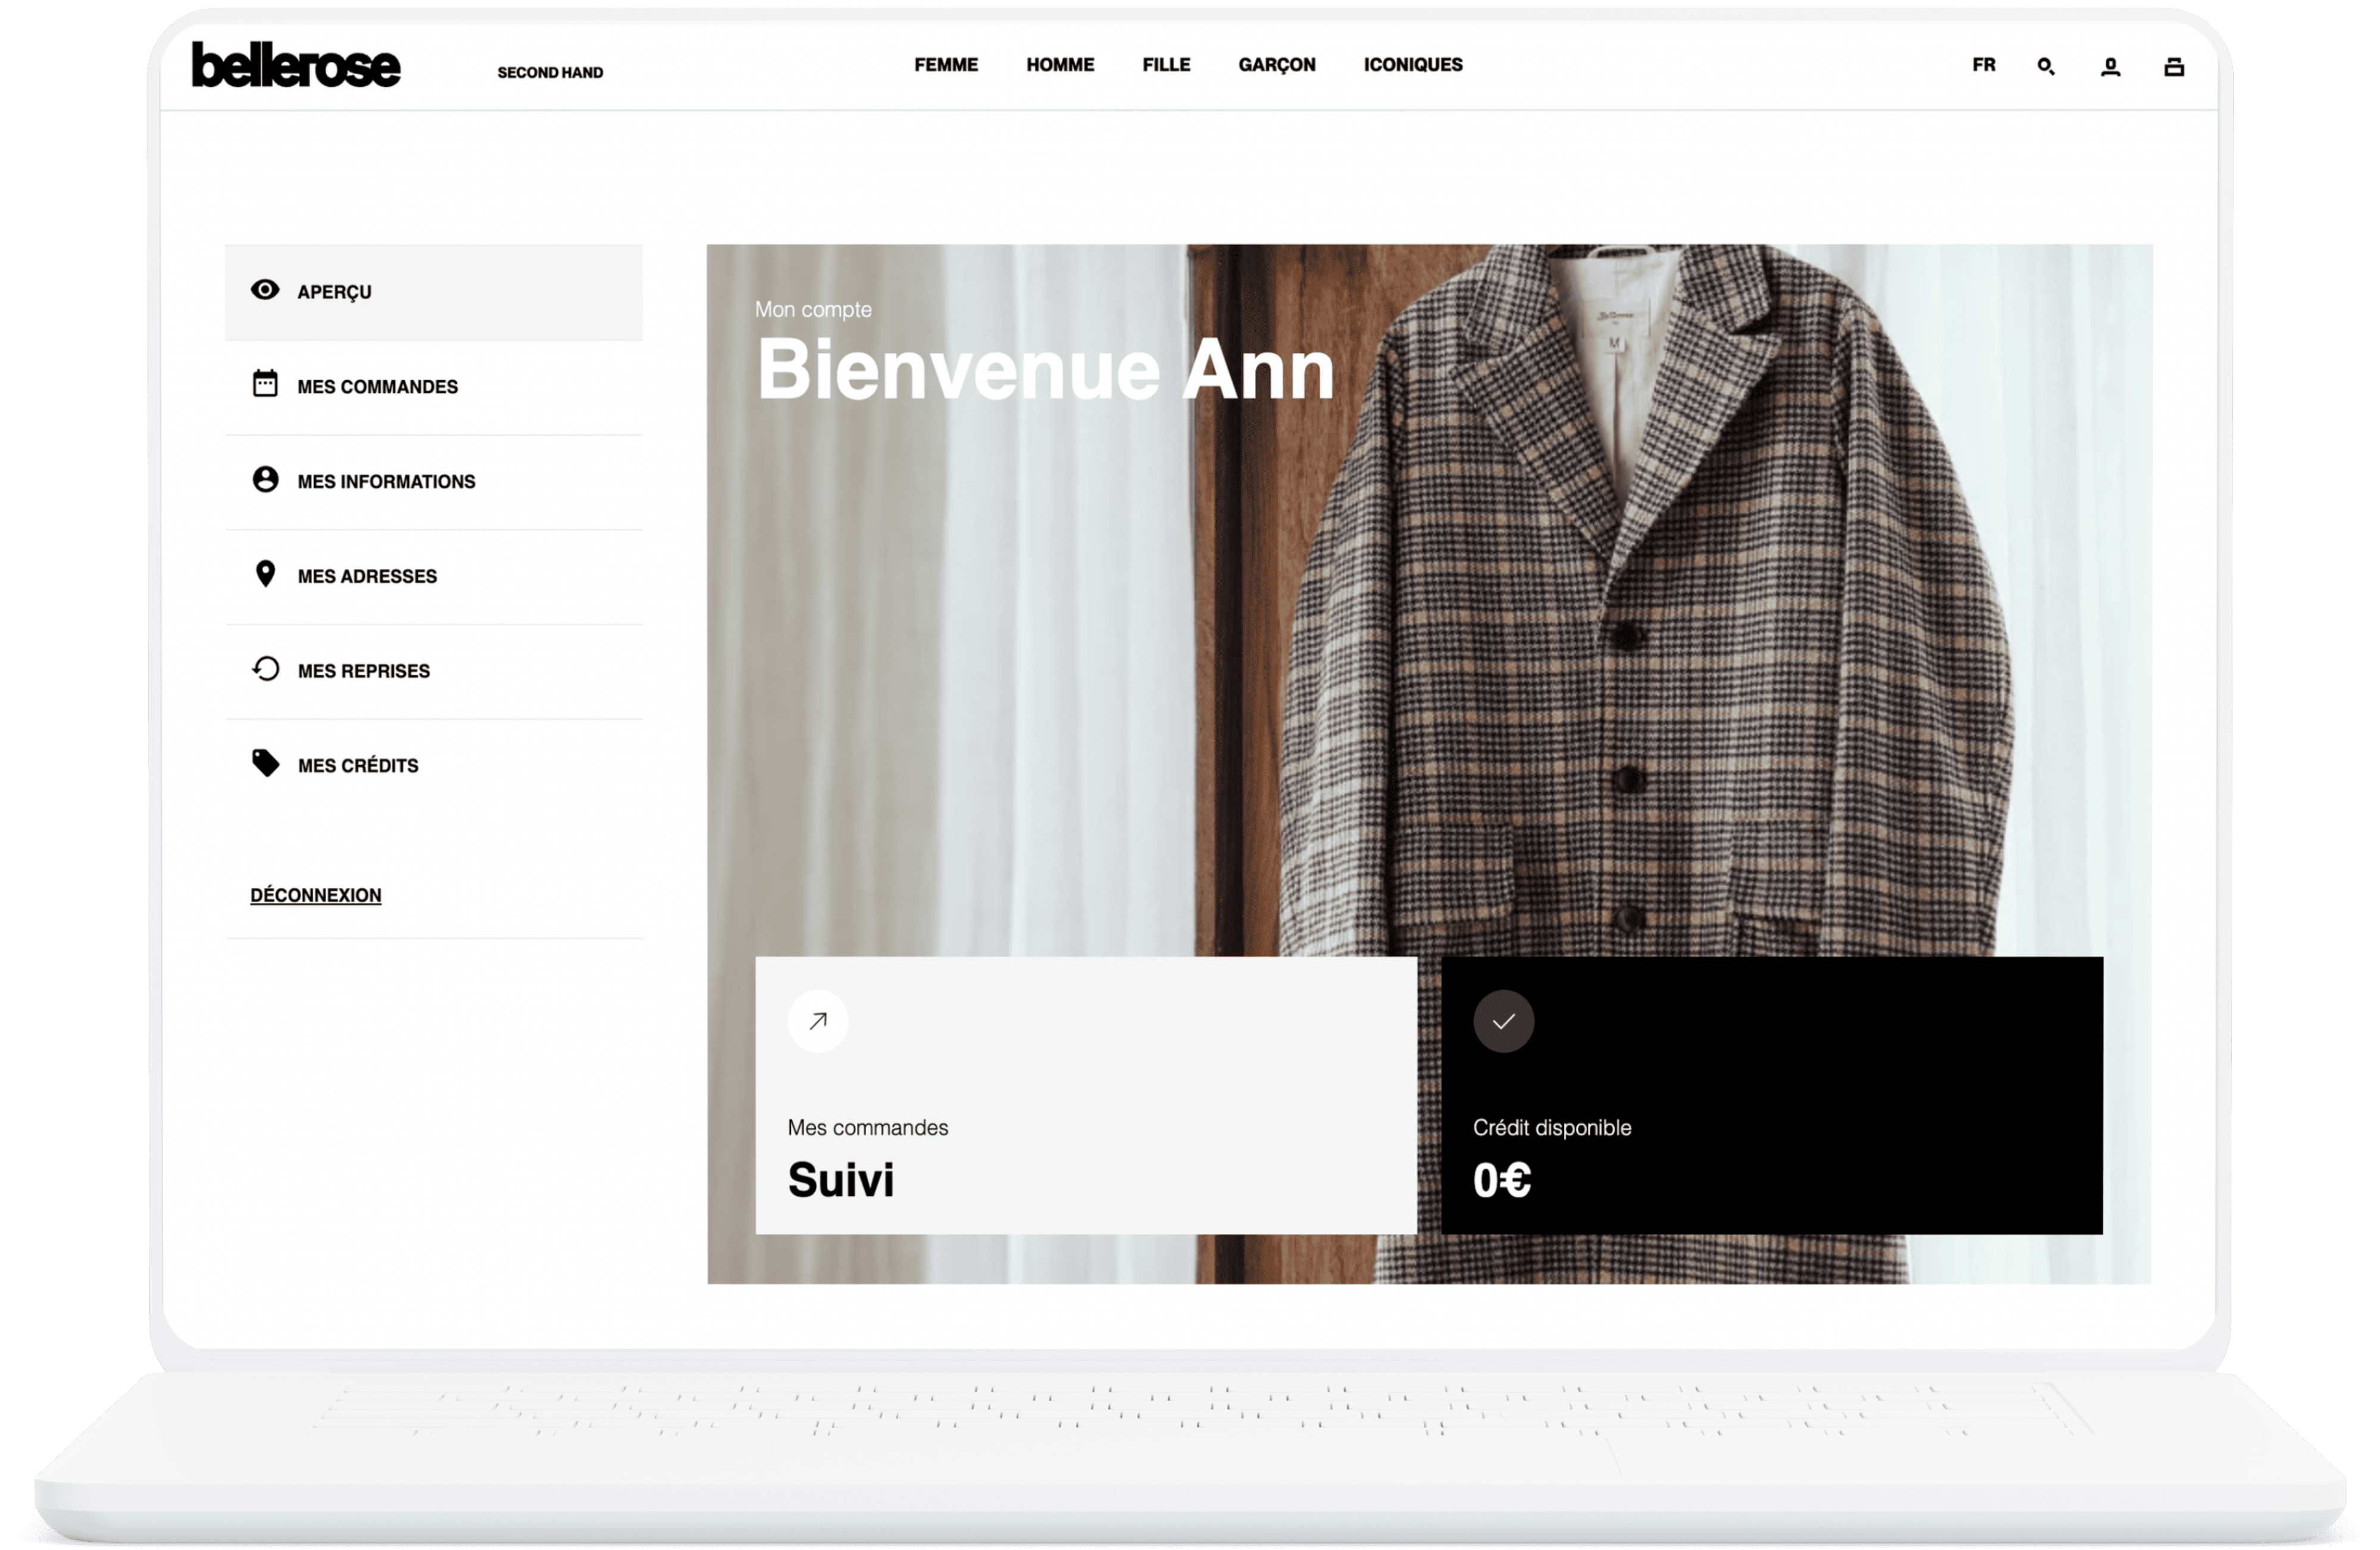 bellerose
SECOND HAND
FEMME HOMME FILLE GARÇON ICONIQUES
FR
APERÇU
MES COMMANDES
MES INFORMATIONS
MES ADRESSES
MES REPRISES
MES CRÉDITS
DÉCONNEXION
Mon compte
Bienvenue Ann
M
Mes commandes
Suivi
Crédit disponible
0€